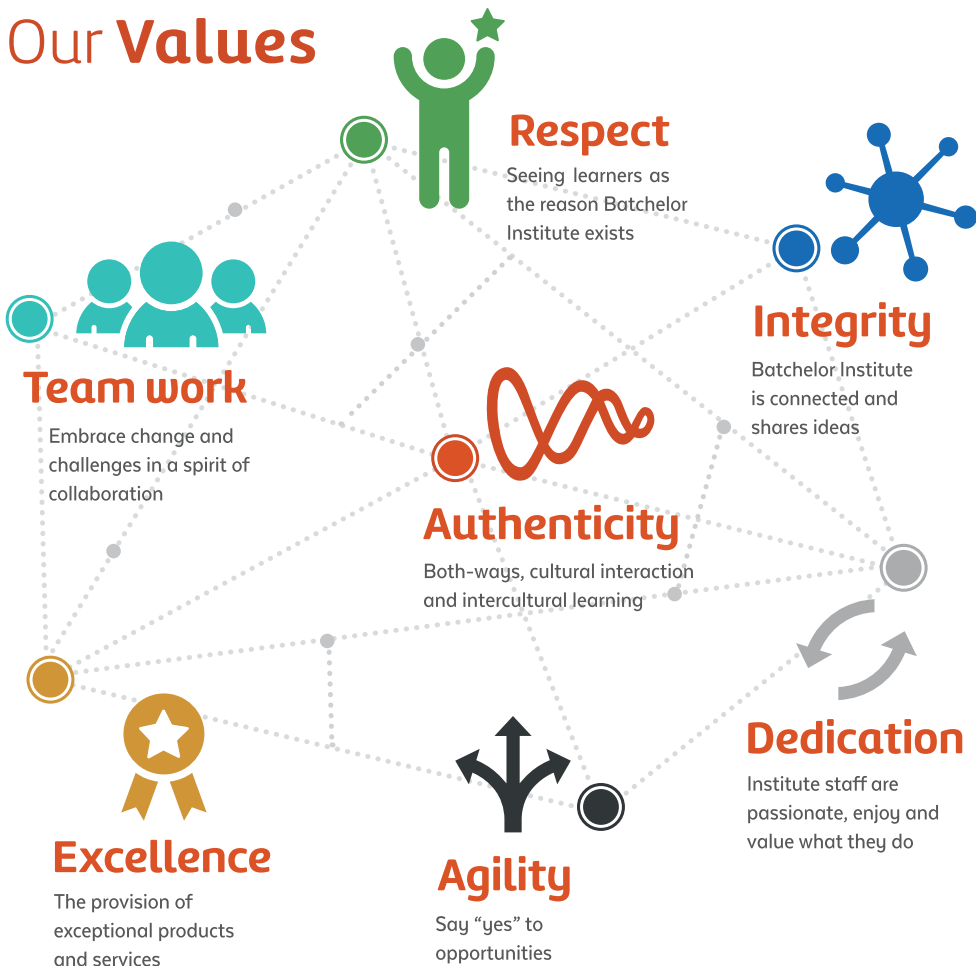 Our Values
Respect
Seeing learners as
the reason Batchelor
Institute exists
Integrity
Batchelor Institute
is connected and
shares ideas
Team work
Embrace change and
challenges in a spirit of
collaboration
Authenticity
Both-ways, cultural interaction
and intercultural learning
Dedication
Institute staff are
passionate, enjoy and
value what they do
Excellence
The provision of
exceptional products
and services
Agility
Say “yes” to
opportunities